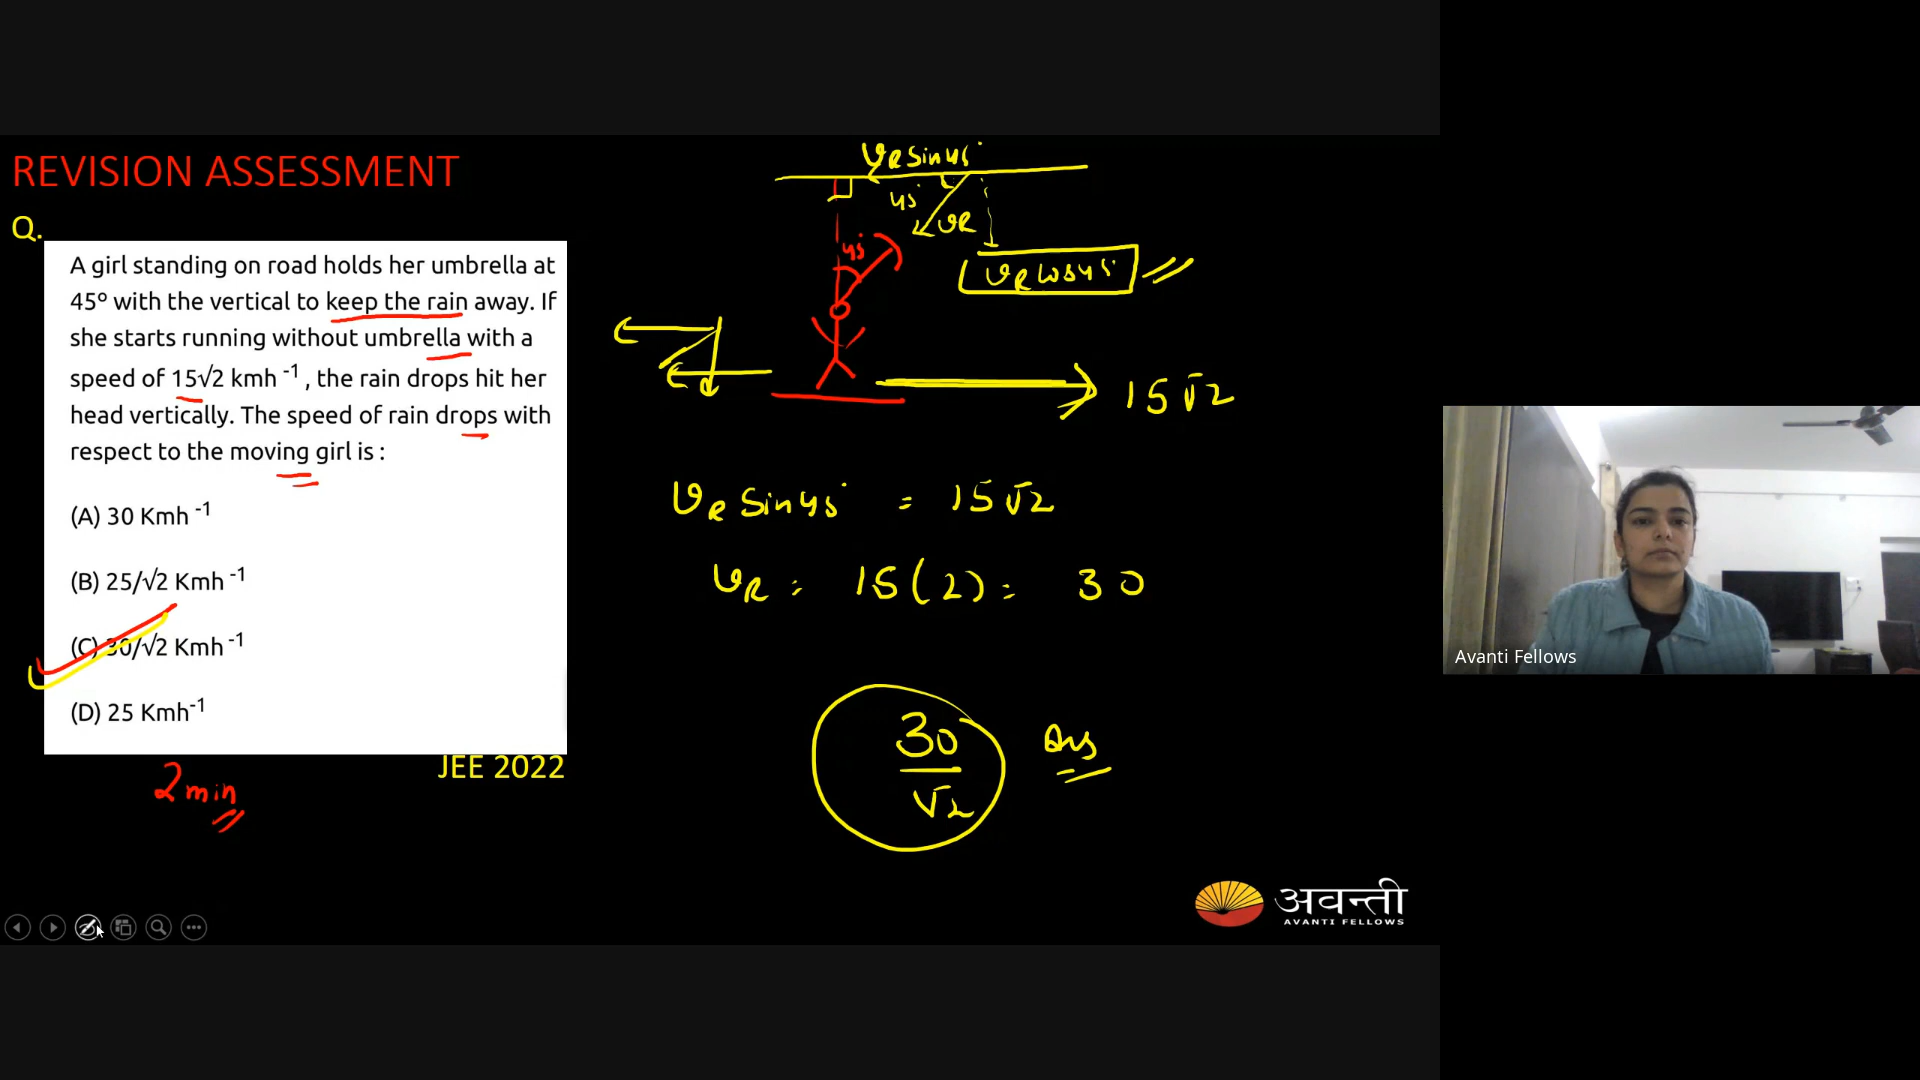 REVISION ASSESSMENT
Q.
A girl standing on road holds her umbrella at
45º with the vertical to keep the rain away. If
she starts running without umbrella with a
speed of 15√2 kmh -1 , the rain drops hit her
head vertically. The speed of rain drops with
respect to the moving girl is :
(A) 30 Kmh -1
(B) 25/√2 Kmh -1
(C) 30/√2 Kmh -1
(D) 25 Kmh-1
JEE 2022
2 min
vR sin45°
45°
vR
45°
vR cos45°
15√2
vR sin45° = 15√2
vR = 15(2) = 30
30/√2 Ans
अवन्ती
AVANTI FELLOWS
Avanti Fellows